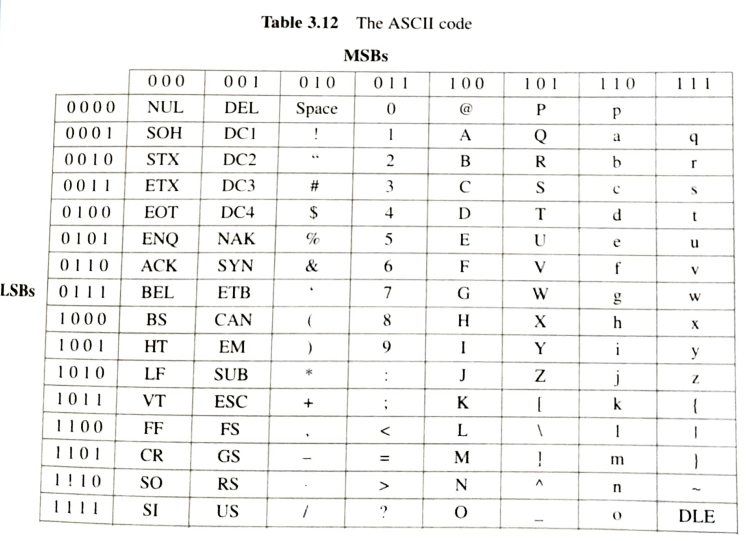 Table 3.12 The ASCII code
MSBs
000 001 010 011 100 101 110 111
0000 NUL DEL Space 0 @ P p
0001 SOH DC1 ! 1 A Q a q
0010 STX DC2 “ 2 B R b r
0011 ETX DC3 # 3 C S c s
0100 EOT DC4 $ 4 D T d t
0101 ENQ NAK % 5 E U e u
0110 ACK SYN & 6 F V f v
LSBs 0111 BEL ETB ‘ 7 G W g w
1000 BS CAN ( 8 H X h x
1001 HT EM ) 9 I Y i y
1010 LF SUB * : J Z j z
1011 VT ESC + ; K [ k {
1100 FF FS , < L \ l |
1101 CR GS – = M ! m }
1!10 SO RS . > N ^ n ~
1111 SI US / ? O _ o DLE